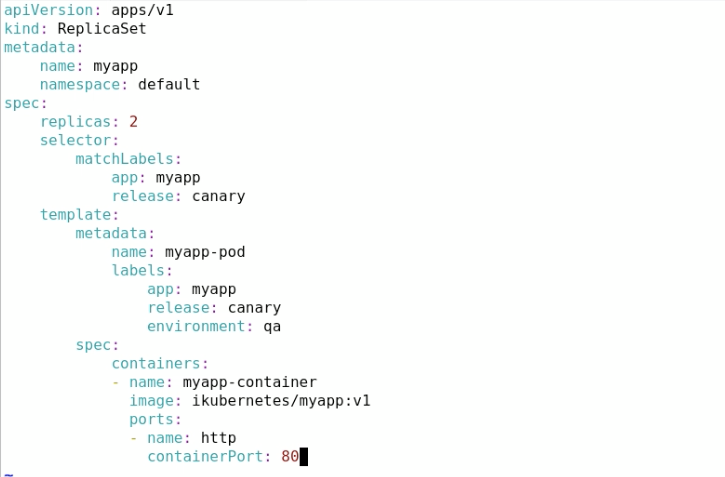 apiVersion: apps/v1
kind: ReplicaSet
metadata:
    name: myapp
    namespace: default
spec:
    replicas: 2
    selector:
        matchLabels:
            app: myapp
            release: canary
    template:
        metadata:
            name: myapp-pod
            labels:
                app: myapp
                release: canary
                environment: qa
        spec:
            containers:
            - name: myapp-container
              image: ikubernetes/myapp:v1
              ports:
              - name: http
                containerPort: 80
~